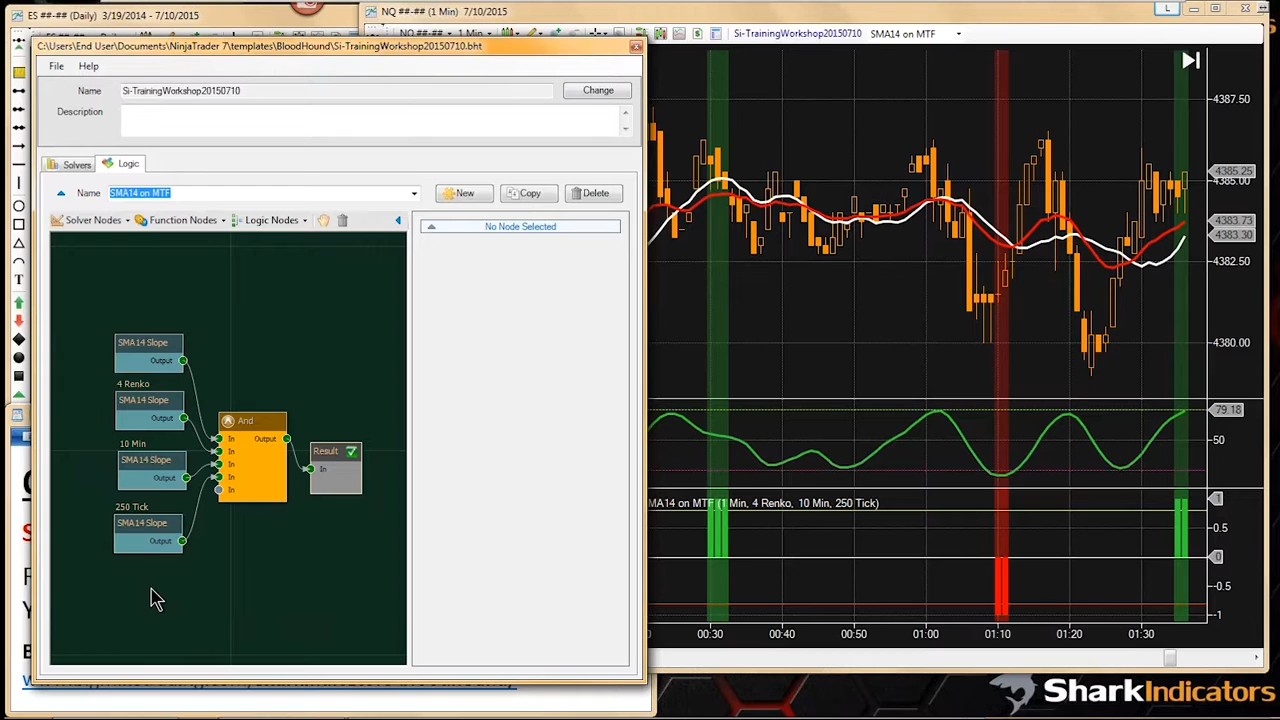 ES ##-## (Daily)  3/19/2014 - 7/10/2015
NQ ##-## (1 Min)  7/10/2015
L
C:\Users\End User\Documents\NinjaTrader 7\templates\BloodHound\Si-TrainingWorkshop20150710.bht
Si-TrainingWorkshop20150710
SMA14 on MTF
File
Help
Name
Si-TrainingWorkshop20150710
Change
Description
Solvers
Logic
Name
SMA14 on MTF
New
Copy
Delete
Solver Nodes
Function Nodes
Logic Nodes
No Node Selected
SMA14 Slope
Output
4 Renko
SMA14 Slope
Output
10 Min
SMA14 Slope
Output
250 Tick
SMA14 Slope
Output
And
In
Output
In
In
In
In
Result
In
4387.50
4385.25
4385.00
4383.73
4383.30
4382.50
4380.00
79.18
50
MA14 on MTF (1 Min, 4 Renko, 10 Min, 250 Tick)
1
0.5
0
-0.5
-1
00:30
00:40
00:50
01:00
01:10
01:20
01:30
T
SharkIndicators